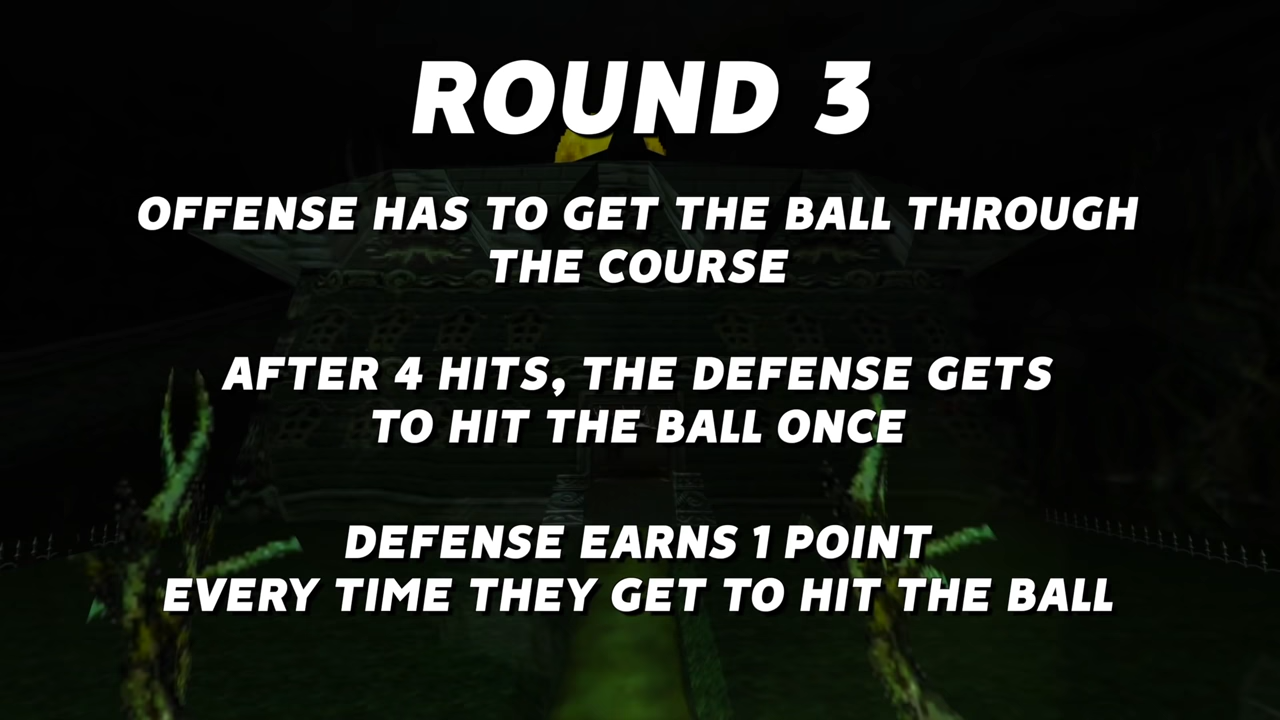 ROUND 3
OFFENSE HAS TO GET THE BALL THROUGH
THE COURSE
AFTER 4 HITS, THE DEFENSE GETS
TO HIT THE BALL ONCE
DEFENSE EARNS 1 POINT
EVERY TIME THEY GET TO HIT THE BALL